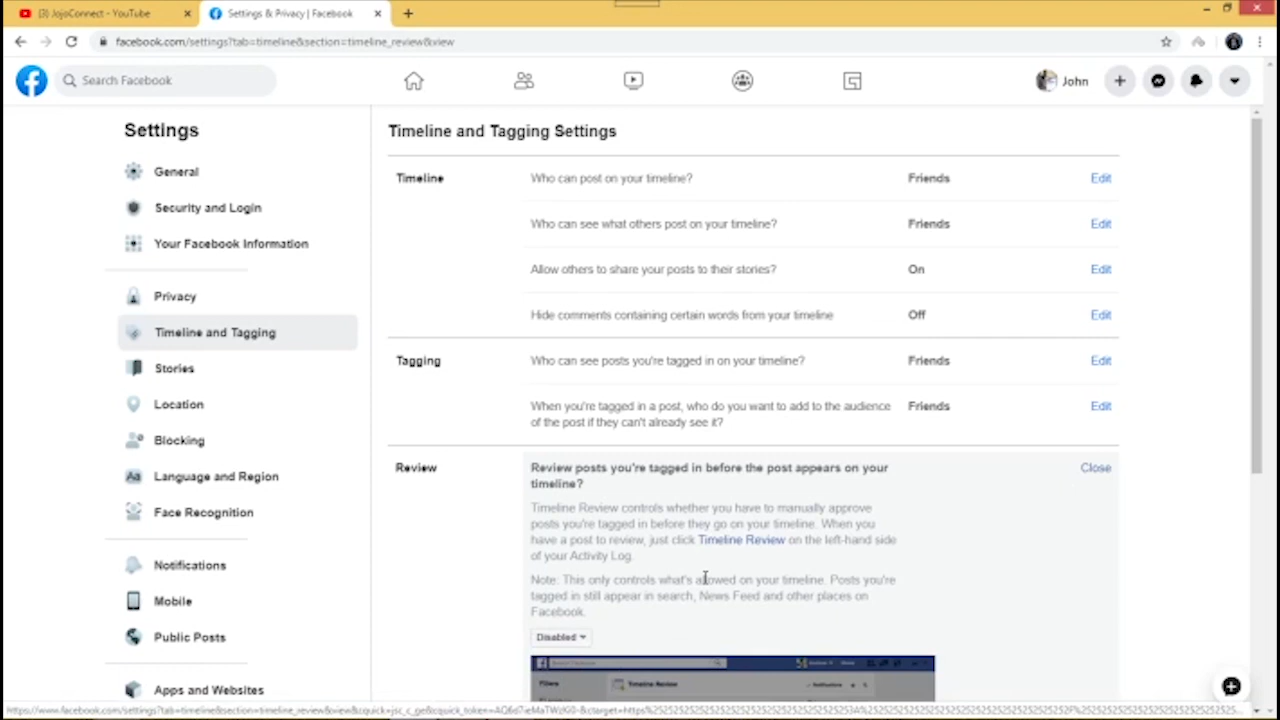 (3) JojoConnect - YouTube
Settings & Privacy | Facebook
facebook.com/settings?tab=timeline&section=timeline_review&view
Search Facebook
John
Settings
General
Security and Login
Your Facebook Information
Privacy
Timeline and Tagging
Stories
Location
Blocking
Language and Region
Face Recognition
Notifications
Mobile
Public Posts
Apps and Websites
Timeline and Tagging Settings
Timeline
Who can post on your timeline?
Friends
Edit
Who can see what others post on your timeline?
Friends
Edit
Allow others to share your posts to their stories?
On
Edit
Hide comments containing certain words from your timeline
Off
Edit
Tagging
Who can see posts you're tagged in on your timeline?
Friends
Edit
When you're tagged in a post, who do you want to add to the audience
of the post if they can't already see it?
Friends
Edit
Review
Review posts you're tagged in before the post appears on your
timeline?
Close
Timeline Review controls whether you have to manually approve
posts you're tagged in before they go on your timeline. When you
have a post to review, just click Timeline Review on the left-hand side
of your Activity Log.
Note: This only controls what's allowed on your timeline. Posts you're
tagged in still appear in search, News Feed and other places on
Facebook.
Disabled
Search Facebook
Timeline Review